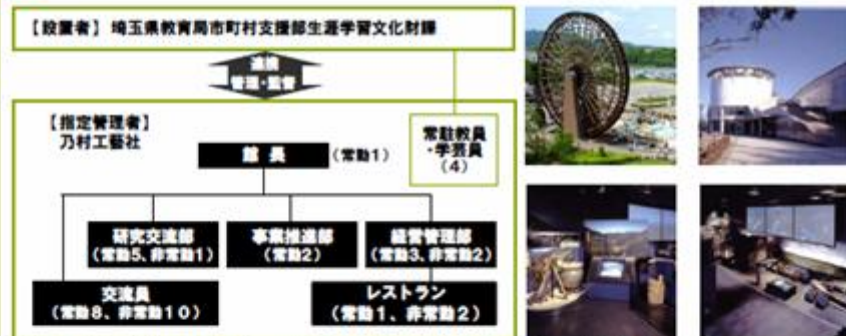 【設置者】 埼玉県教育局市町村支援部生涯学習文化財課
連携
管理・監督
【指定管理者】
乃村工藝社
常駐教員
・学芸員
(4)
館 長
(常勤1)
研究交流部
(常勤5、非常勤1)
事業推進部
(常勤2)
経営管理部
(常勤3、非常勤2)
交流員
(常勤8、非常勤10)
レストラン
(常勤1、非常勤2)